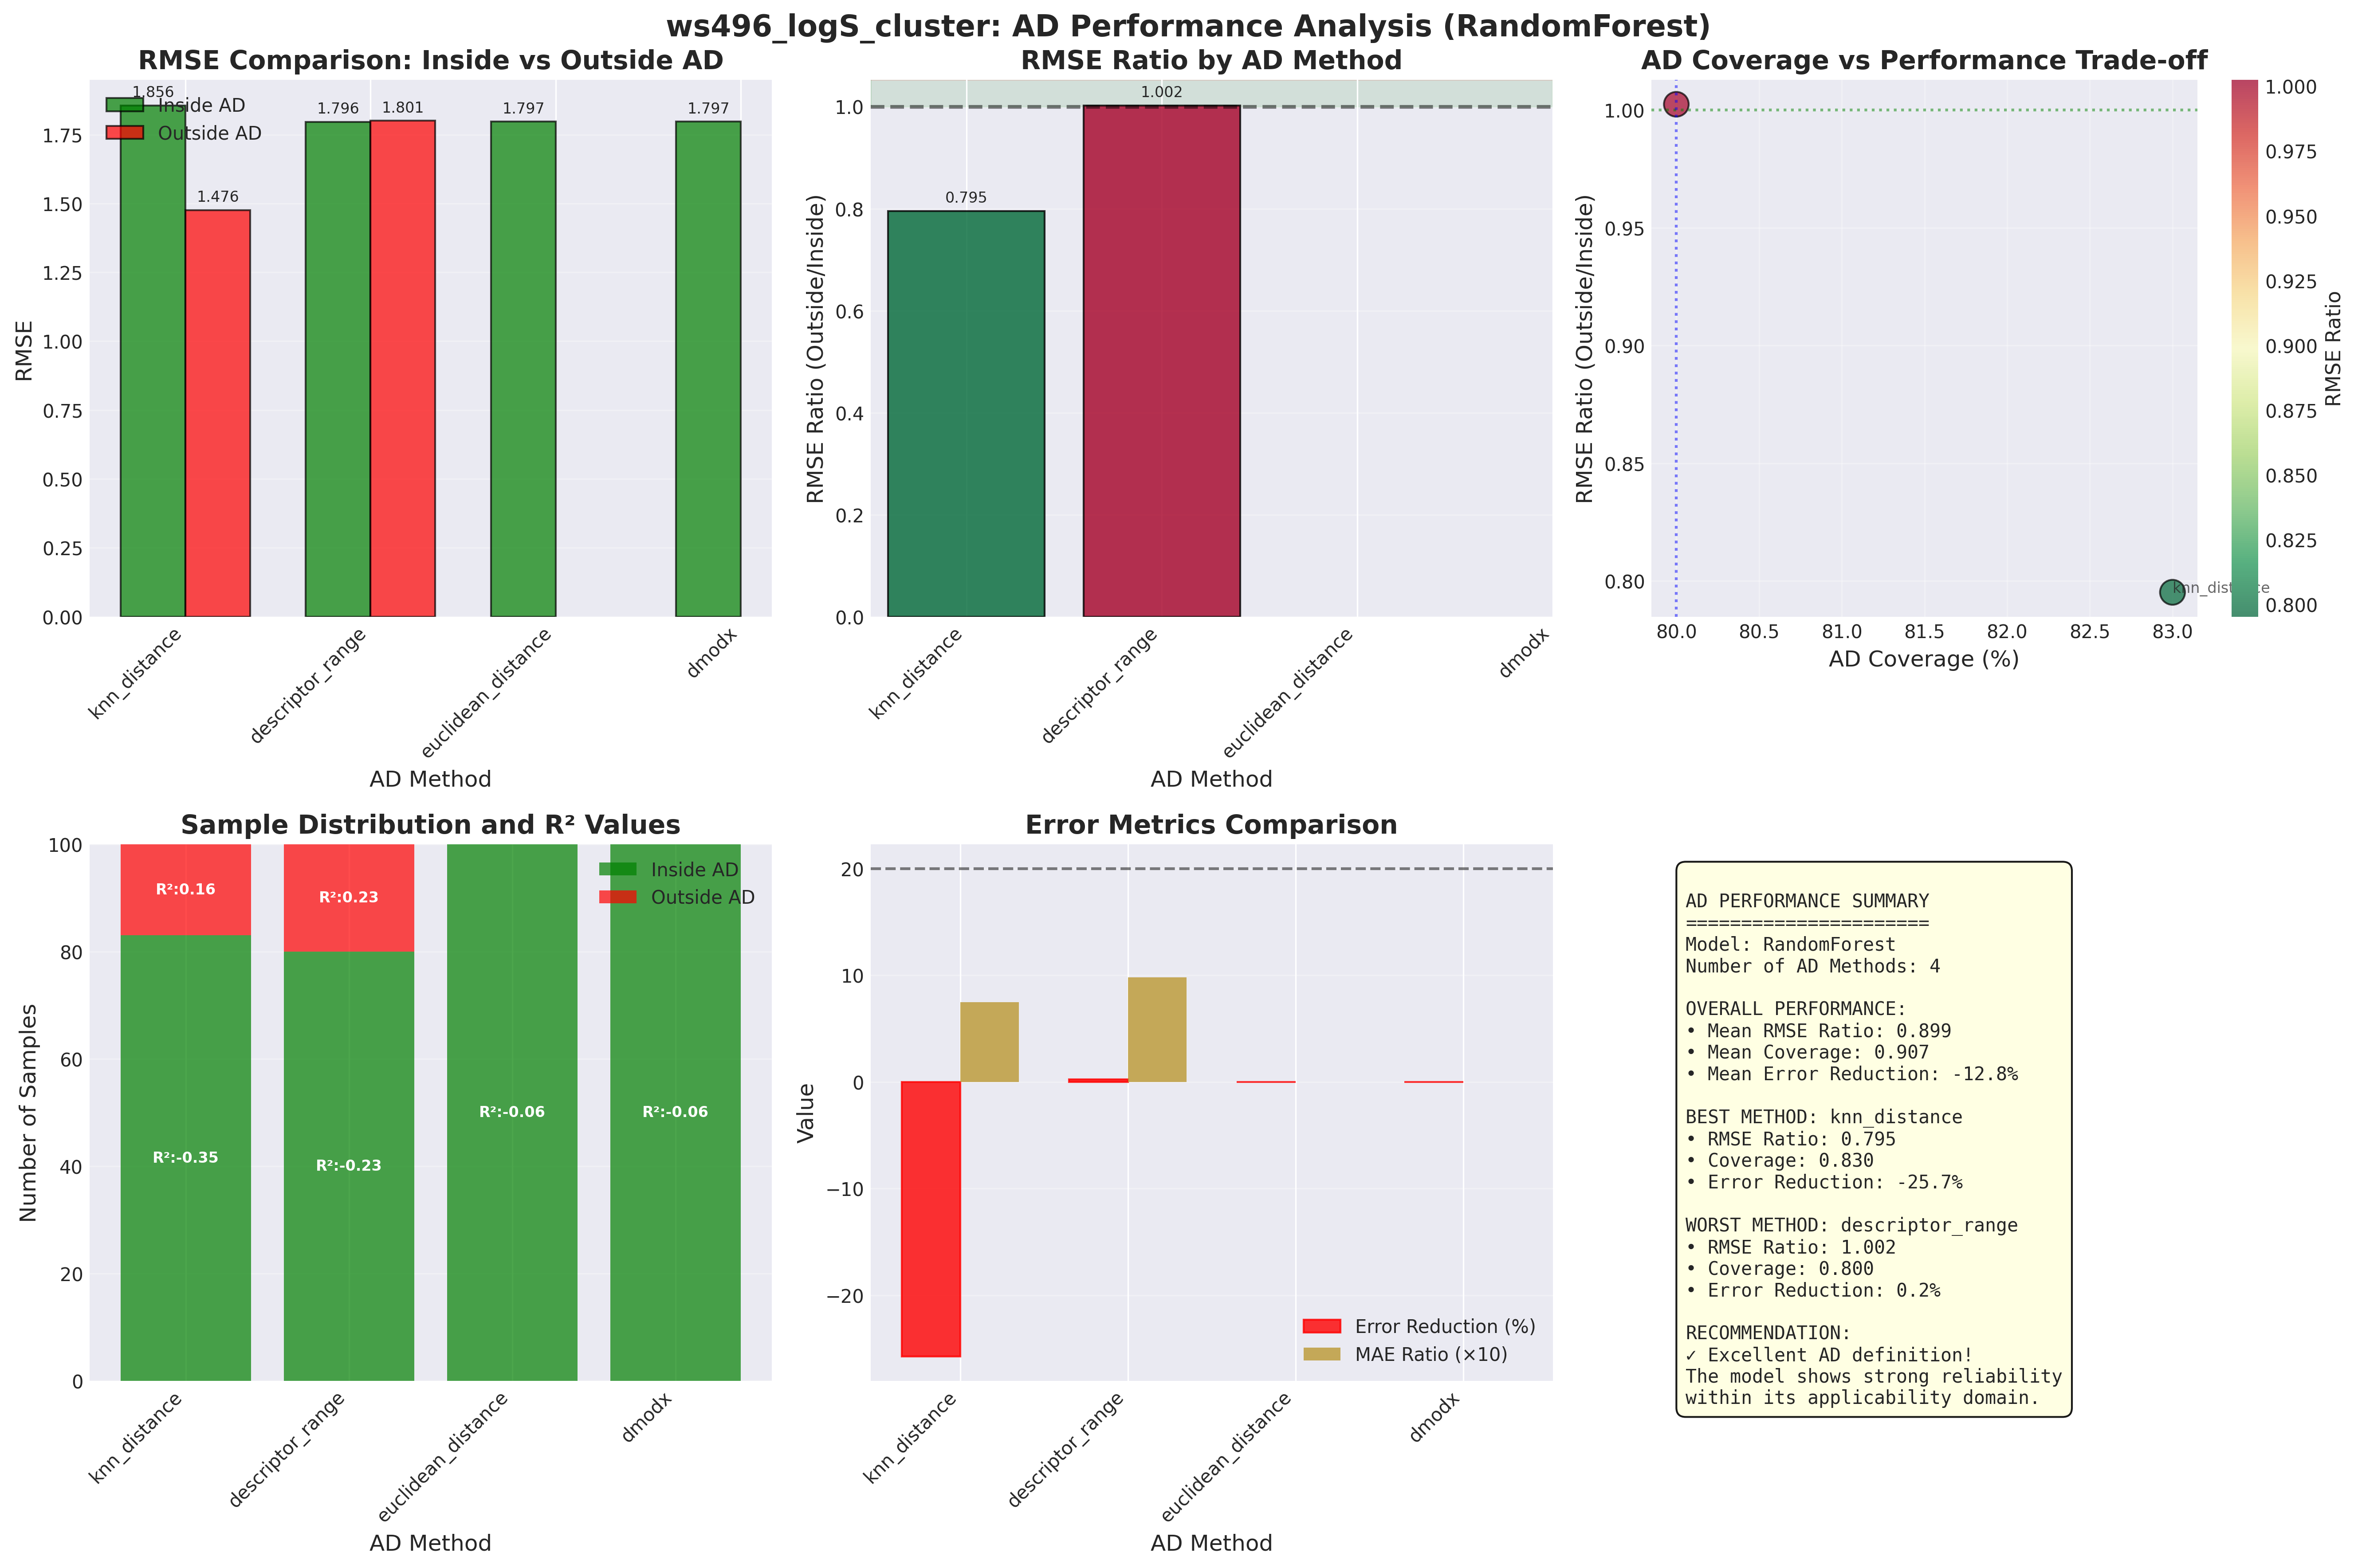 ws496_logS_cluster: AD Performance Analysis (RandomForest)
RMSE Comparison: Inside vs Outside AD
1.856
Inside AD
Outside AD
1.476
1.796
1.801
1.797
1.797
1.75
1.50
1.25
1.00
0.75
0.50
0.25
0.00
RMSE
knn_distance
descriptor_range
euclidean_distance
dmodx
AD Method
RMSE Ratio by AD Method
1.002
0.795
1.0
0.8
0.6
0.4
0.2
0.0
RMSE Ratio (Outside/Inside)
knn_distance
descriptor_range
euclidean_distance
dmodx
AD Method
AD Coverage vs Performance Trade-off
1.00
0.95
0.90
0.85
0.80
RMSE Ratio (Outside/Inside)
knn_distance
80.0
80.5
81.0
81.5
82.0
82.5
83.0
AD Coverage (%)
1.000
0.975
0.950
0.925
0.900
0.875
0.850
0.825
0.800
RMSE Ratio
Sample Distribution and R² Values
Inside AD
Outside AD
R²:0.16
R²:0.23
R²:-0.35
R²:-0.23
R²:-0.06
R²:-0.06
100
80
60
40
20
0
Number of Samples
knn_distance
descriptor_range
euclidean_distance
dmodx
AD Method
Error Metrics Comparison
20
10
0
−10
−20
Value
Error Reduction (%)
MAE Ratio (×10)
knn_distance
descriptor_range
euclidean_distance
dmodx
AD Method
AD PERFORMANCE SUMMARY
======================
Model: RandomForest
Number of AD Methods: 4
OVERALL PERFORMANCE:
• Mean RMSE Ratio: 0.899
• Mean Coverage: 0.907
• Mean Error Reduction: -12.8%
BEST METHOD: knn_distance
• RMSE Ratio: 0.795
• Coverage: 0.830
• Error Reduction: -25.7%
WORST METHOD: descriptor_range
• RMSE Ratio: 1.002
• Coverage: 0.800
• Error Reduction: 0.2%
RECOMMENDATION:
✓ Excellent AD definition!
The model shows strong reliability
within its applicability domain.